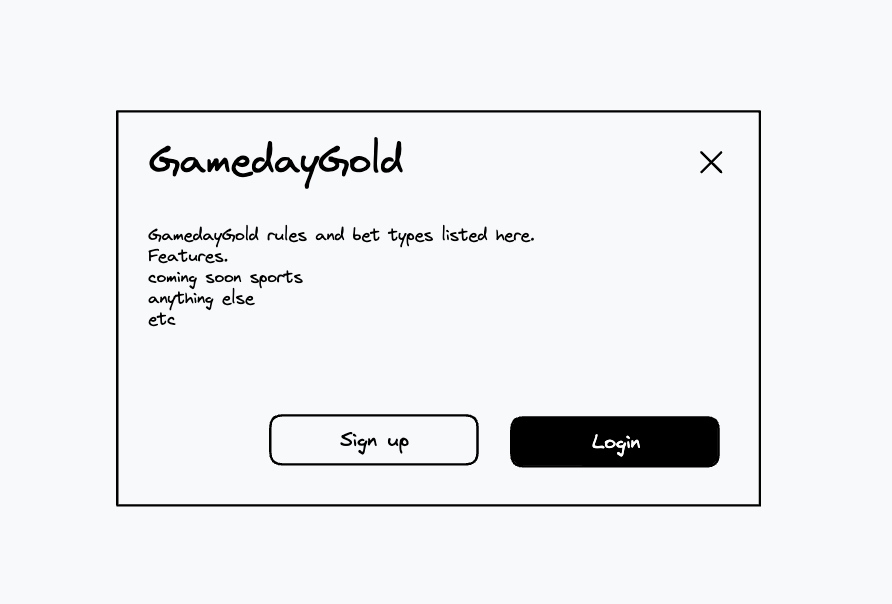 GamedayGold
GamedayGold rules and bet types listed here.
Features.
coming soon sports
anything else
etc
Sign up
Login